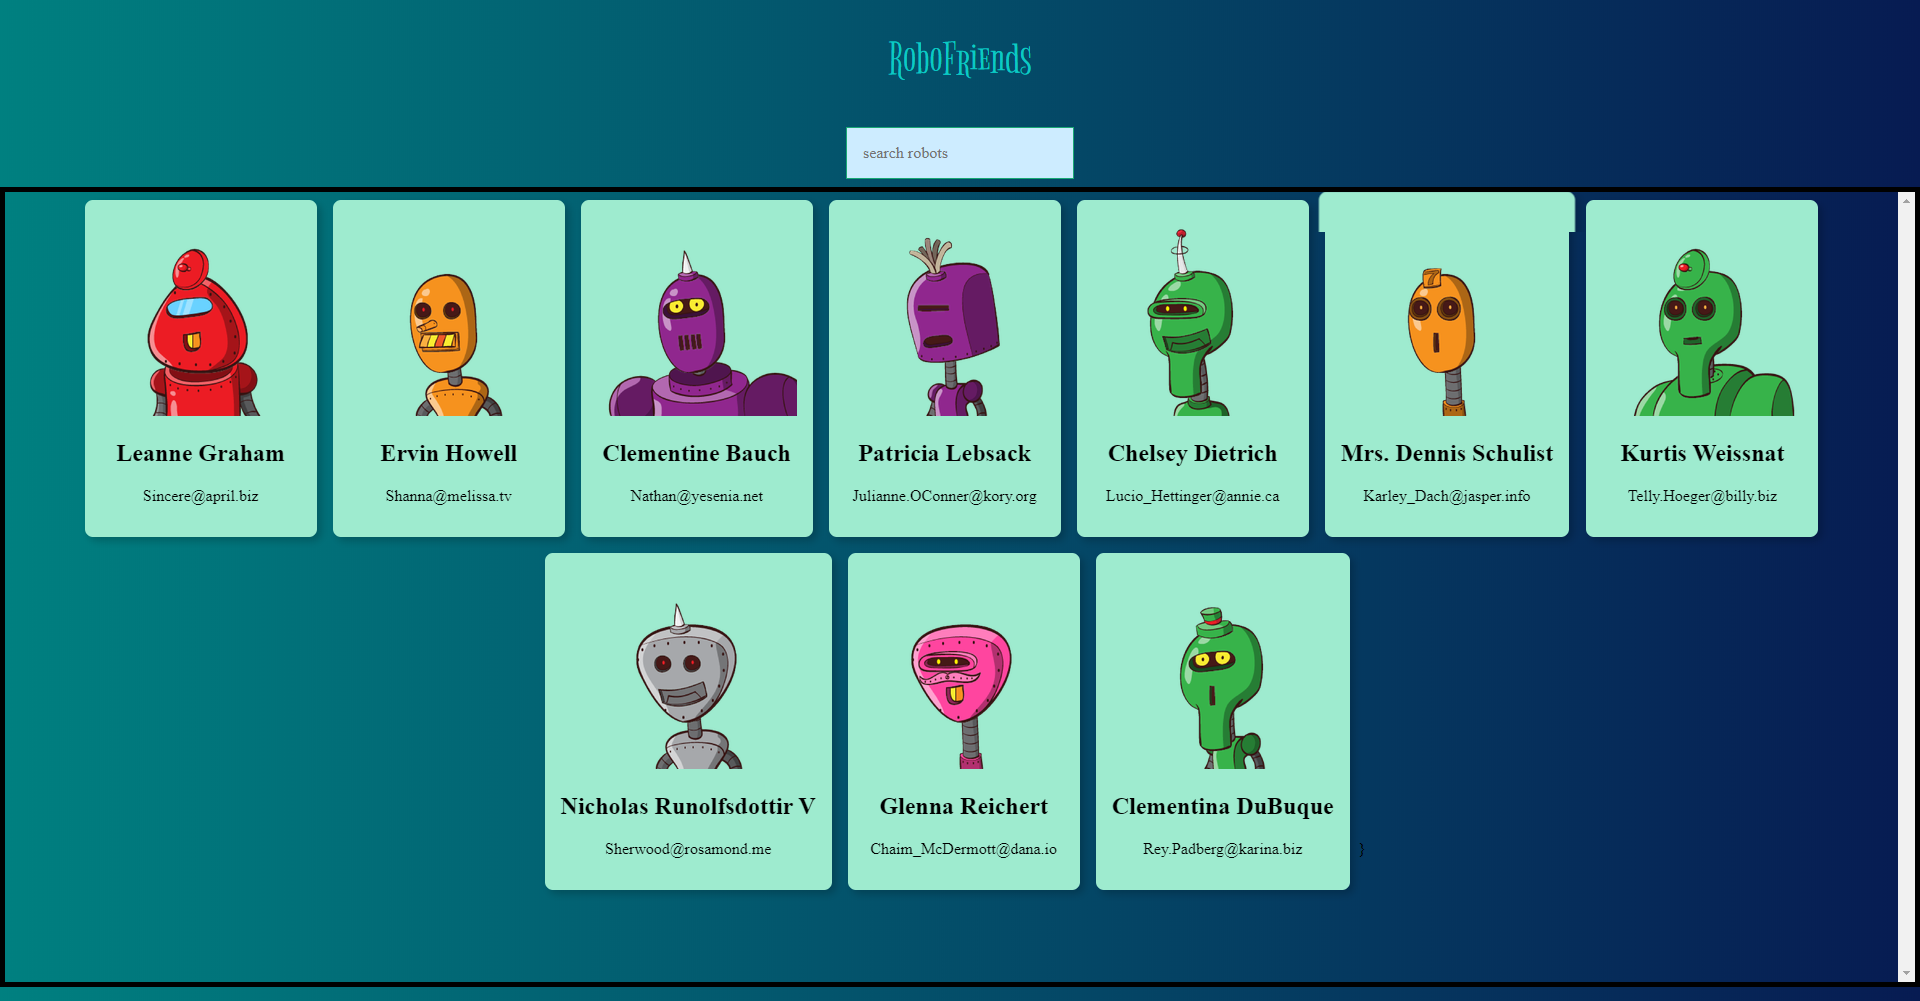 RoboFriends
search robots
Leanne Graham
Sincere@april.biz
Ervin Howell
Shanna@melissa.tv
Clementine Bauch
Nathan@yesenia.net
Patricia Lebsack
Julianne.OConner@kory.org
Chelsey Dietrich
Lucio_Hettinger@annie.ca
7
Mrs. Dennis Schulist
Karley_Dach@jasper.info
Kurtis Weissnat
Telly.Hoeger@billy.biz
Nicholas Runolfsdottir V
Sherwood@rosamond.me
Glenna Reichert
Chaim_McDermott@dana.io
Clementina DuBuque
Rey.Padberg@karina.biz
}